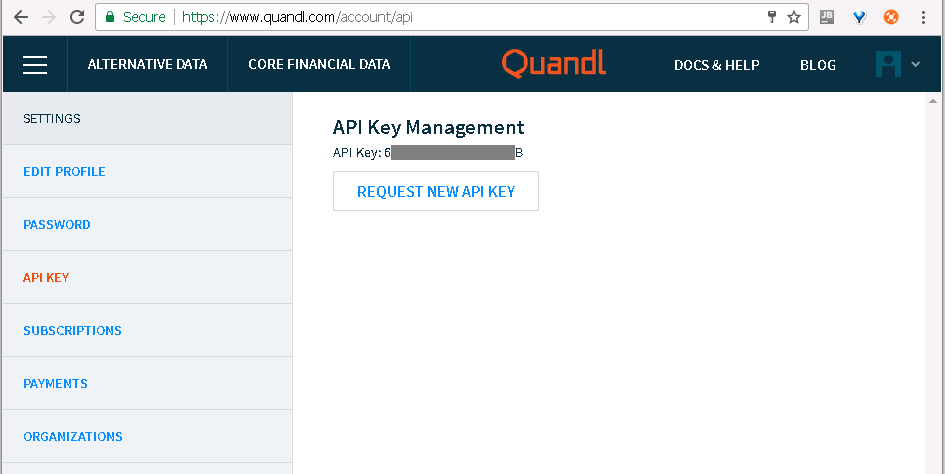 Secure | https://www.quandl.com/account/api
JB
ALTERNATIVE DATA
CORE FINANCIAL DATA
Quandl
DOCS & HELP
BLOG
SETTINGS
EDIT PROFILE
PASSWORD
API KEY
SUBSCRIPTIONS
PAYMENTS
ORGANIZATIONS
API Key Management
API Key: 6 B
REQUEST NEW API KEY